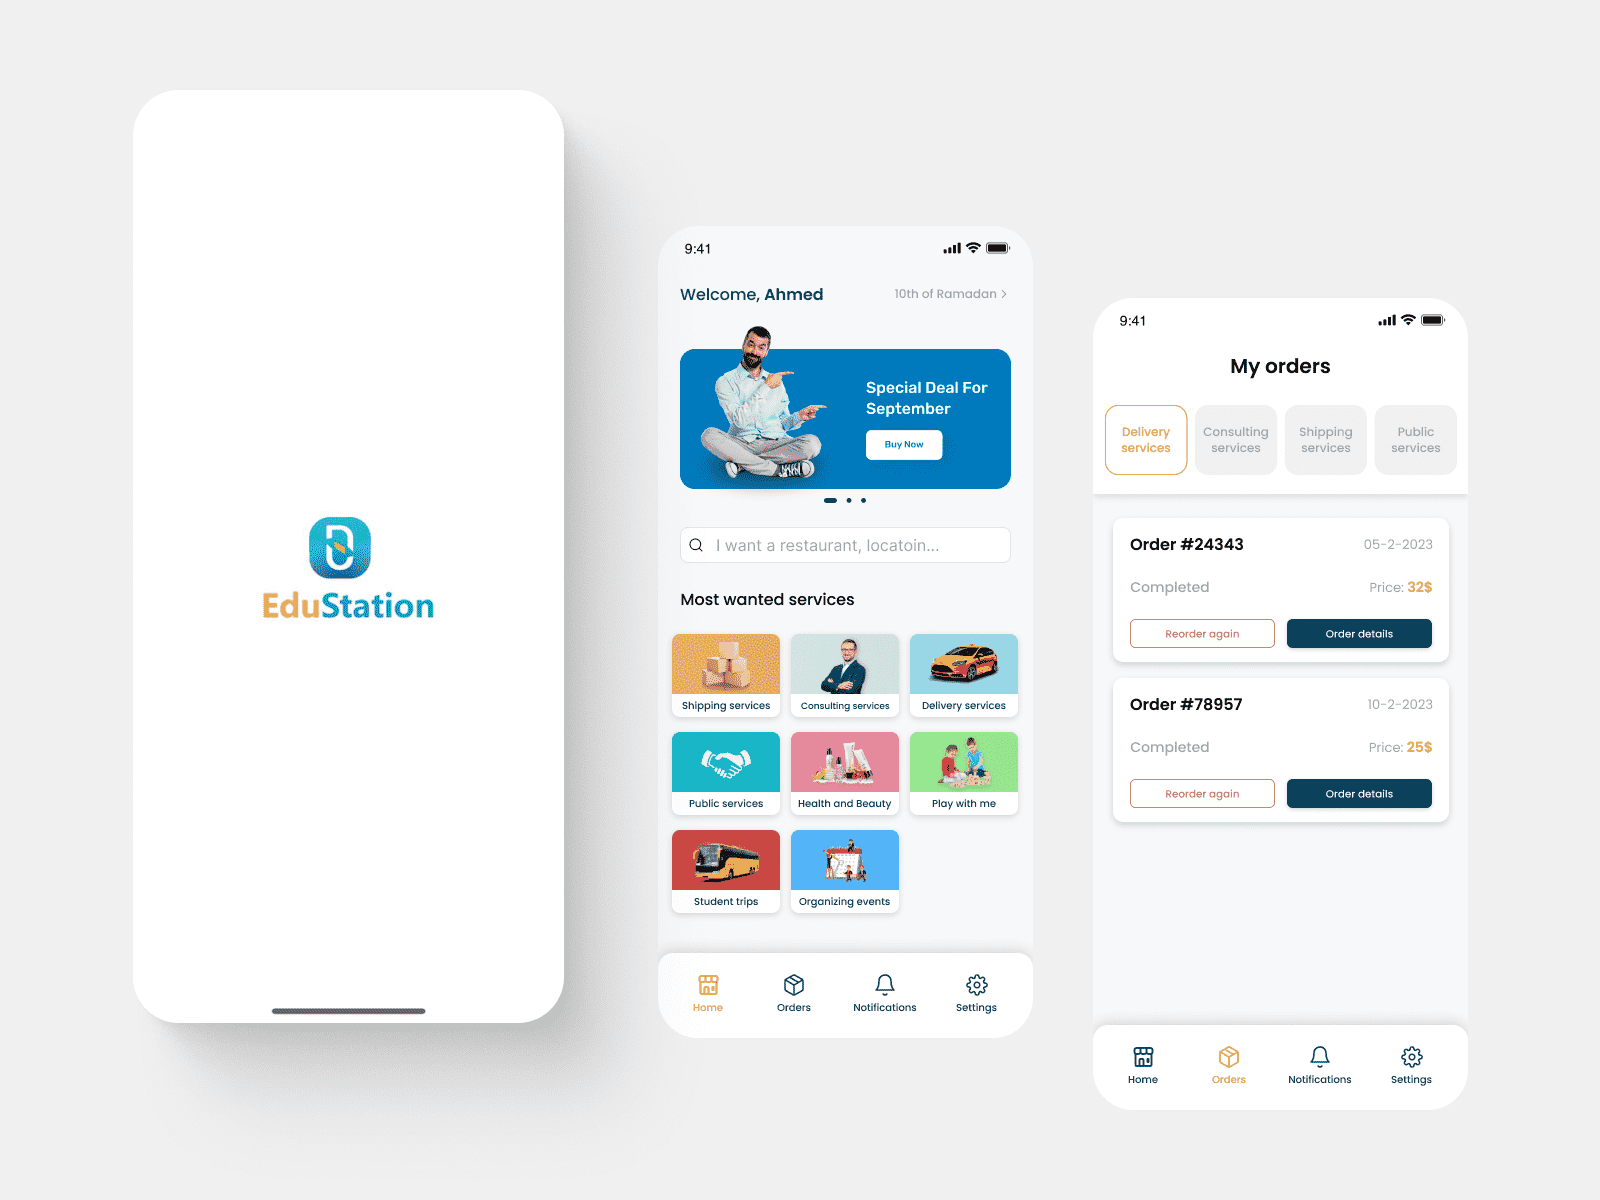 EduStation
9:41
Welcome, Ahmed
10th of Ramadan
Special Deal For
September
Buy Now
I want a restaurant, locatoin...
Most wanted services
Shipping services
Consulting services
Delivery services
Public services
Health and Beauty
Play with me
Student trips
Organizing events
Home
Orders
Notifications
Settings
9:41
My orders
Delivery
services
Consulting
services
Shipping
services
Public
services
Order #24343
05-2-2023
Completed
Price: 32$
Reorder again
Order details
Order #78957
10-2-2023
Completed
Price: 25$
Reorder again
Order details
Home
Orders
Notifications
Settings